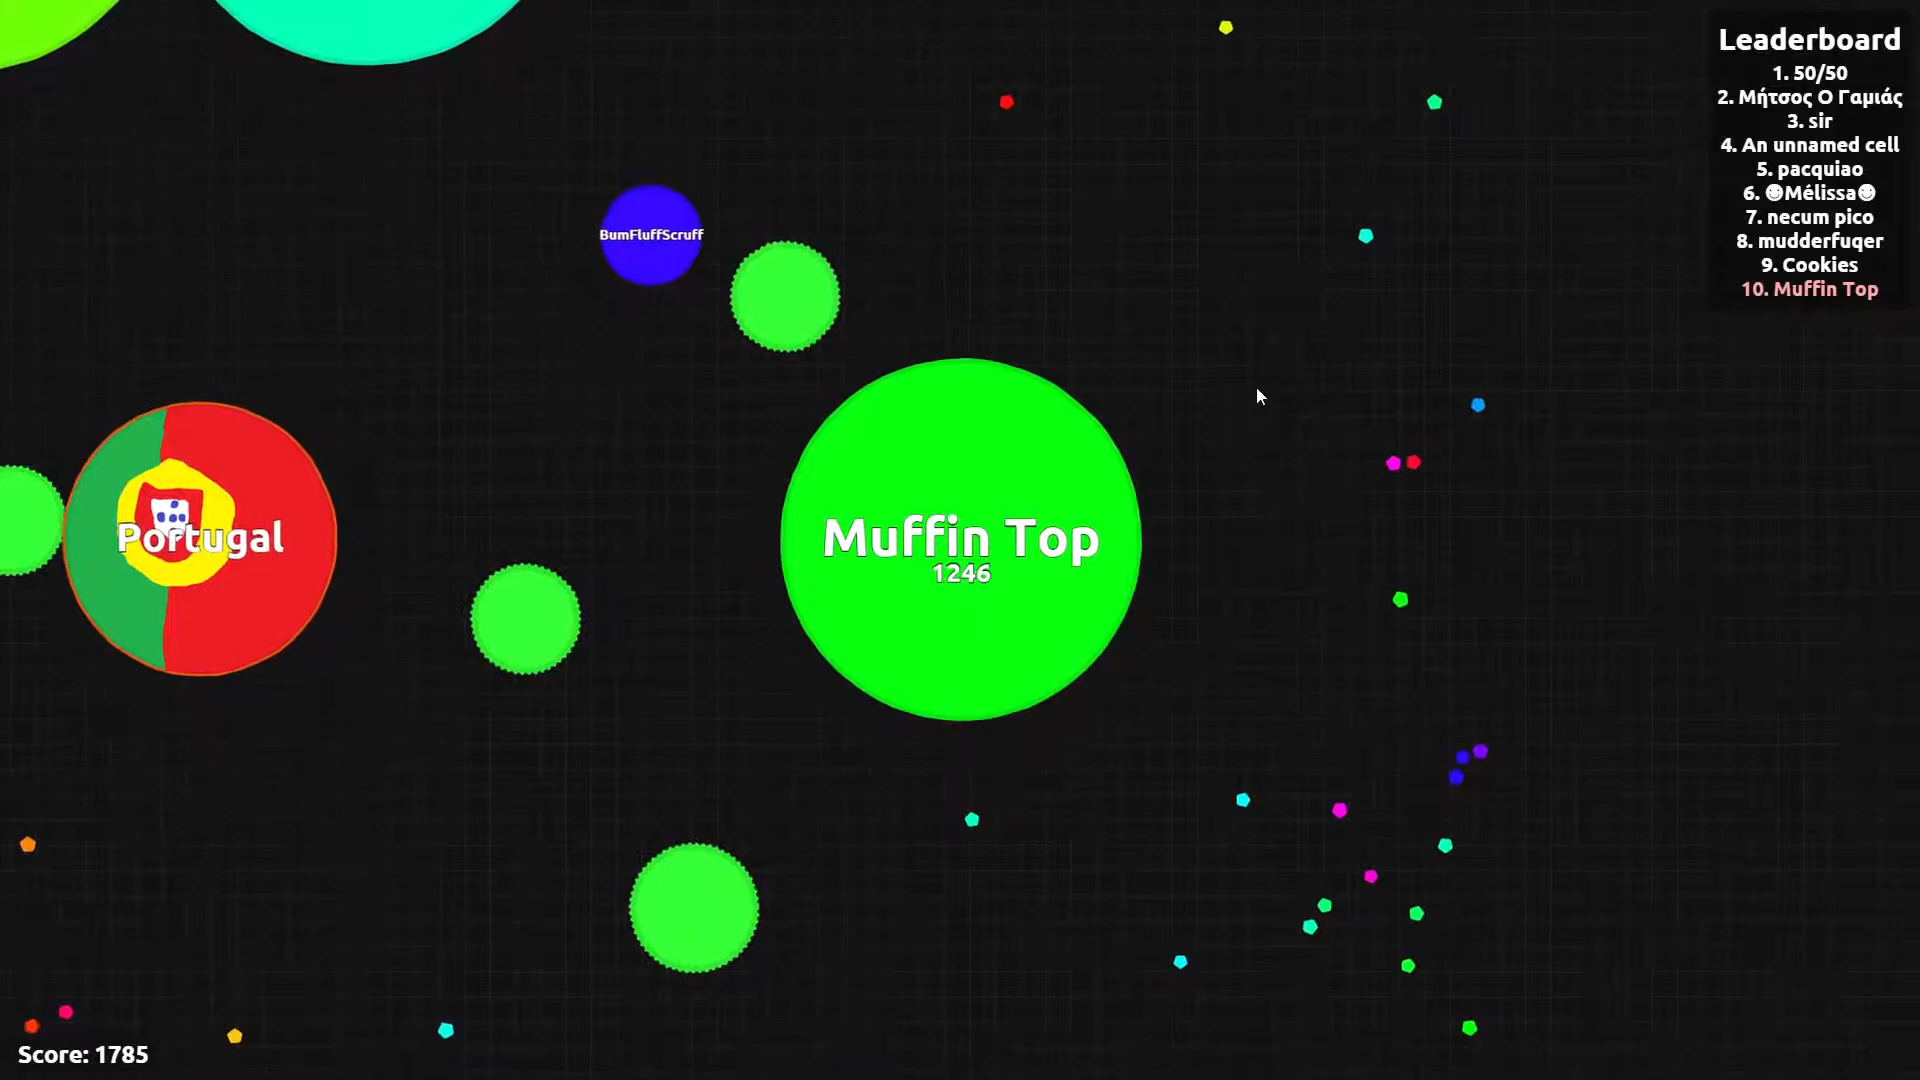 Leaderboard
1. 50/50
2. Μήτσος Ο Γαμιάς
3. sir
4. An unnamed cell
5. pacquiao
6. ☻Mélissa☻
7. necum pico
8. mudderfuqer
9. Cookies
10. Muffin Top
BumFluffScruff
Portugal
Muffin Top
1246
Score: 1785